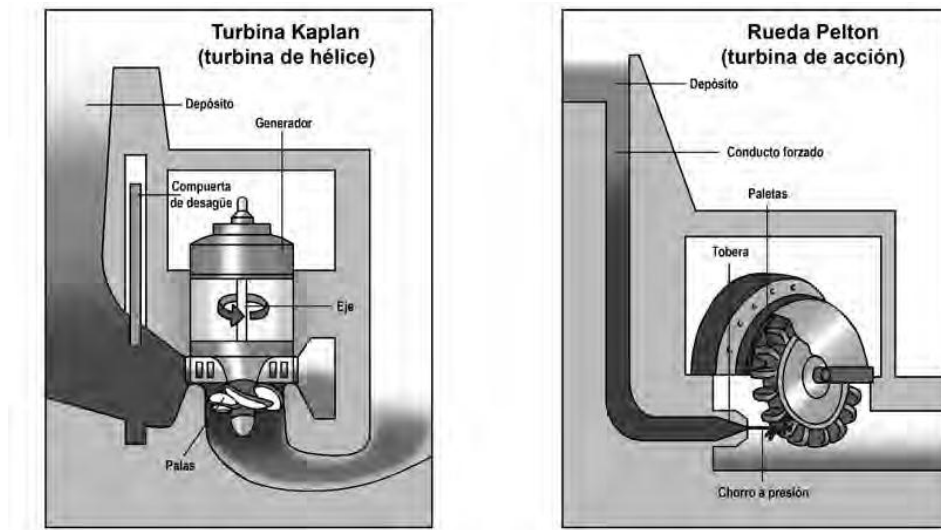 Turbina Kaplan
(turbina de hélice)
Depósito
Generador
Compuerta
de desagüe
Eje
Palas
Rueda Pelton
(turbina de acción)
Depósito
Conducto forzado
Paletas
Tobera
Chorro a presión